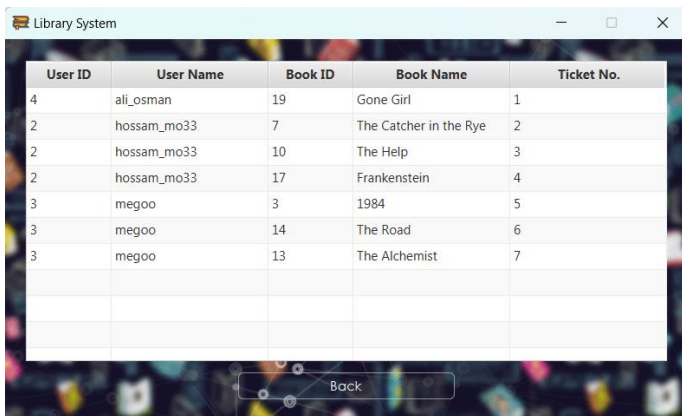 Library System
User ID User Name Book ID Book Name Ticket No.
4 ali_osman 19 Gone Girl 1
2 hossam_mo33 7 The Catcher in the Rye 2
2 hossam_mo33 10 The Help 3
2 hossam_mo33 17 Frankenstein 4
3 megoo 3 1984 5
3 megoo 14 The Road 6
3 megoo 13 The Alchemist 7
Back